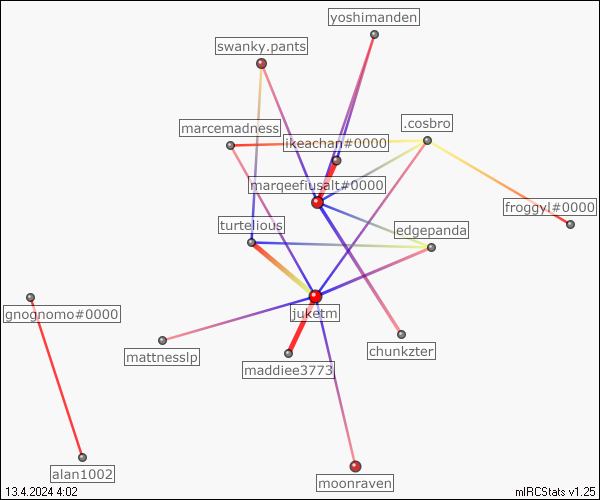 yoshimanden
swanky.pants
marcemadness
.cosbro
ikeachan#0000
marqeefiusalt#0000
froggyl#0000
turtelious
edgepanda
gnognomo#0000
juketm
mattnesslp
chunkzter
maddiee3773
alan1002
moonraven
13.4.2024 4:02
mIRCStats v1.25